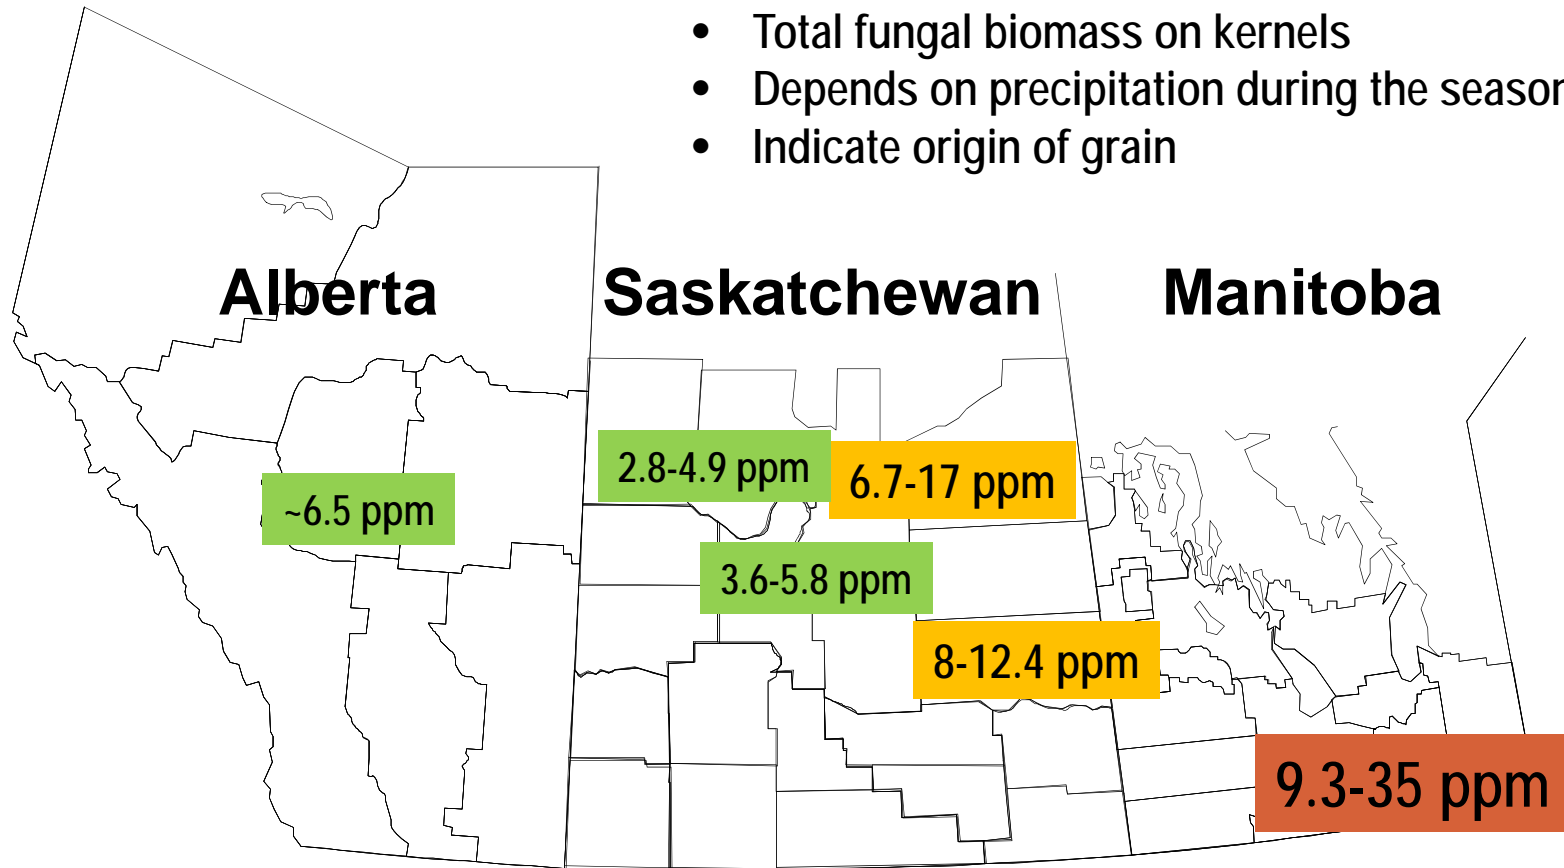 • Total fungal biomass on kernels
• Depends on precipitation during the season
• Indicate origin of grain
Alberta Saskatchewan Manitoba
2.8-4.9 ppm 6.7-17 ppm
~6.5 ppm
3.6-5.8 ppm
8-12.4 ppm
9.3-35 ppm